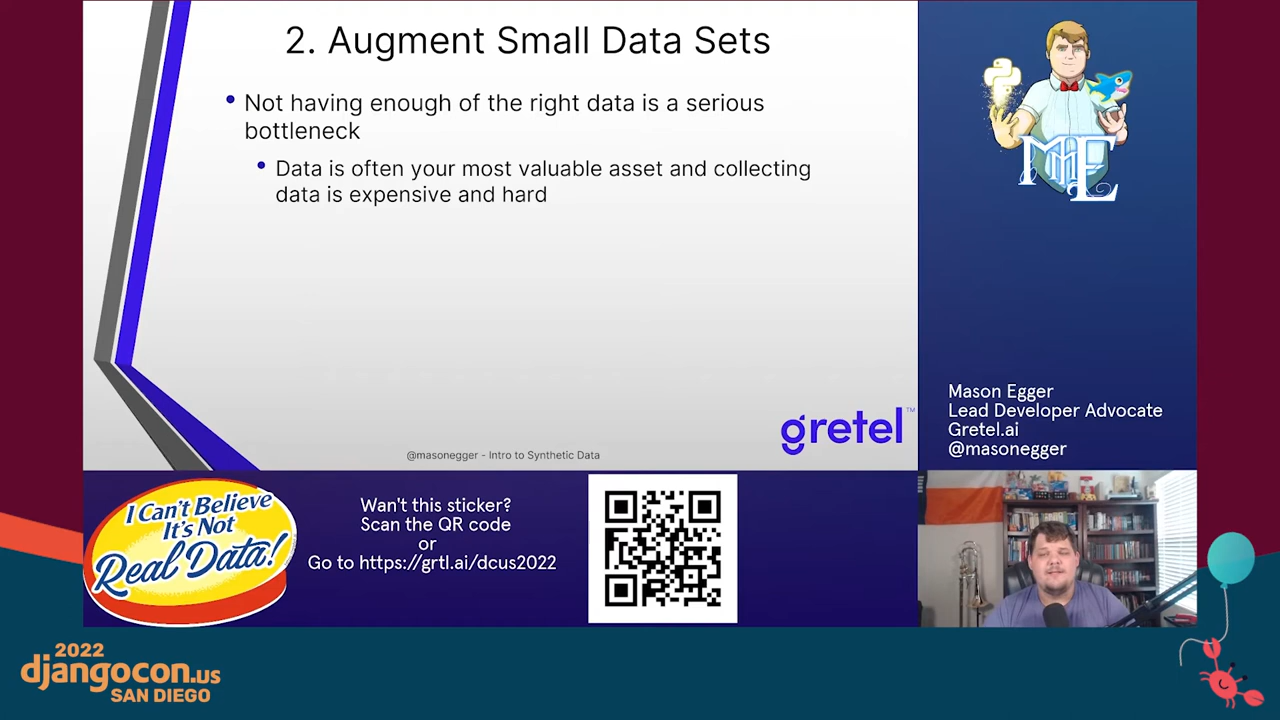 2. Augment Small Data Sets
• Not having enough of the right data is a serious
bottleneck
• Data is often your most valuable asset and collecting
data is expensive and hard
gretel™
@masonegger - Intro to Synthetic Data
MmE
Mason Egger
Lead Developer Advocate
Gretel.ai
@masonegger
I Can't Believe
It's Not
Real Data!
Wan't this sticker?
Scan the QR code
or
Go to https://grtl.ai/dcus2022
2022
djangocon.us
SAN DIEGO